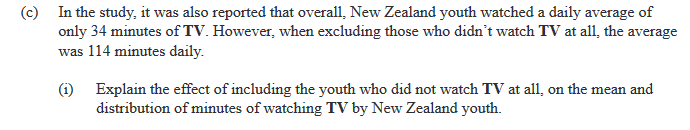 (c) In the study, it was also reported that overall, New Zealand youth watched a daily average of
only 34 minutes of TV. However, when excluding those who didn’t watch TV at all, the average
was 114 minutes daily.
(i) Explain the effect of including the youth who did not watch TV at all, on the mean and
distribution of minutes of watching TV by New Zealand youth.